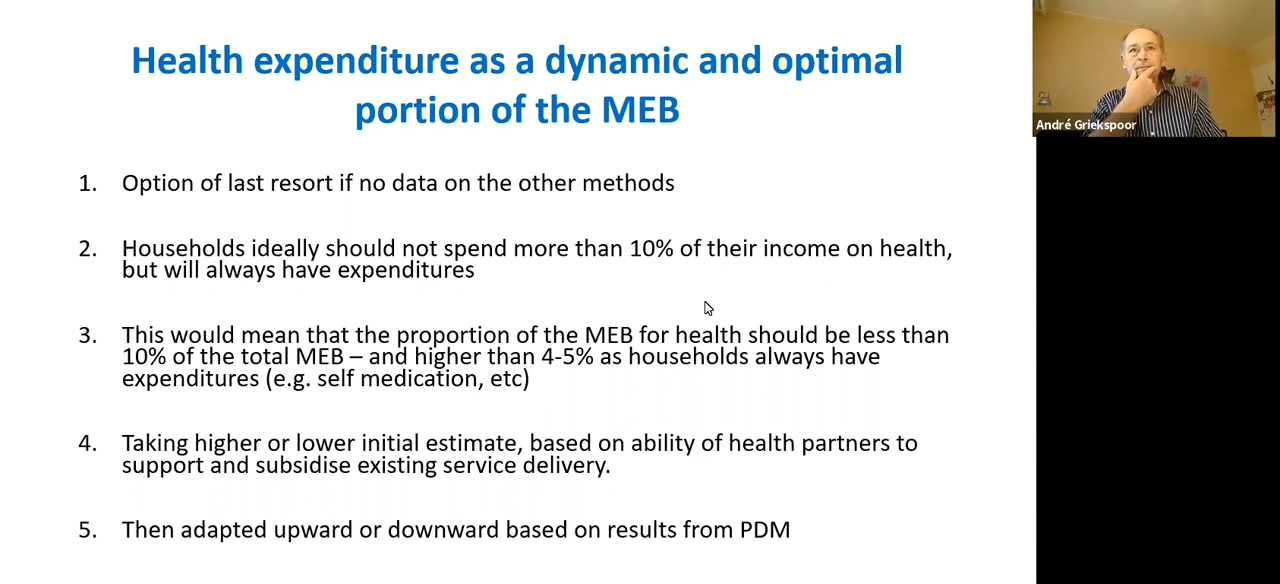 Health expenditure as a dynamic and optimal
portion of the MEB
André Griekspoor
1. Option of last resort if no data on the other methods
2. Households ideally should not spend more than 10% of their income on health,
but will always have expenditures
3. This would mean that the proportion of the MEB for health should be less than
10% of the total MEB – and higher than 4-5% as households always have
expenditures (e.g. self medication, etc)
4. Taking higher or lower initial estimate, based on ability of health partners to
support and subsidise existing service delivery.
5. Then adapted upward or downward based on results from PDM